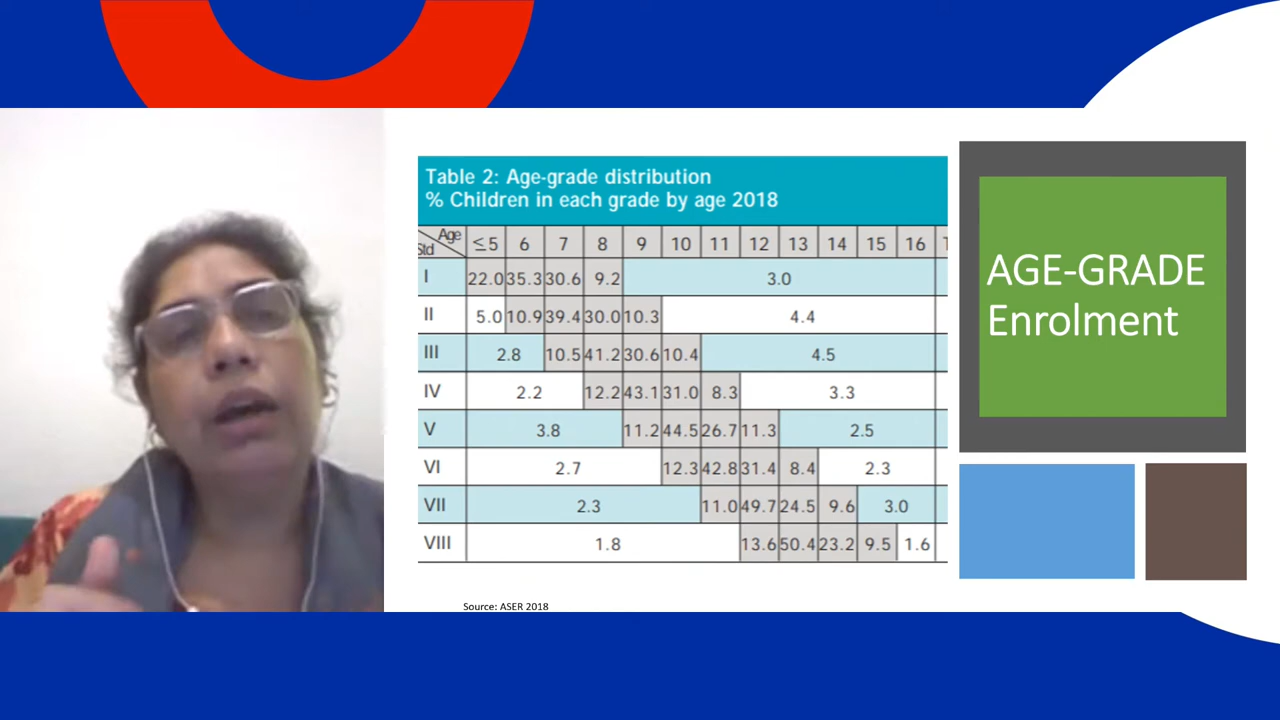 Table 2: Age-grade distribution
% Children in each grade by age 2018
Age
Std
≤5 6 7 8 9 10 11 12 13 14 15 16
I 22.0 35.3 30.6 9.2 3.0
II 5.0 10.9 39.4 30.0 10.3 4.4
III 2.8 10.5 41.2 30.6 10.4 4.5
IV 2.2 12.2 43.1 31.0 8.3 3.3
V 3.8 11.2 44.5 26.7 11.3 2.5
VI 2.7 12.3 42.8 31.4 8.4 2.3
VII 2.3 11.0 49.7 24.5 9.6 3.0
VIII 1.8 13.6 50.4 23.2 9.5 1.6
Source: ASER 2018
AGE-GRADE
Enrolment